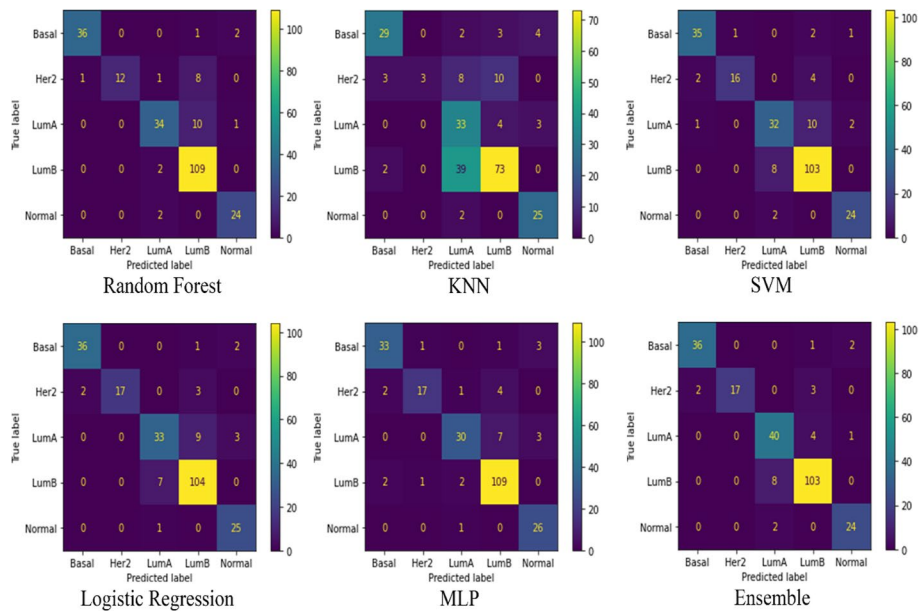 Basal 36 0 0 1 2
Her2 1 12 1 8 0
LumA 0 0 34 10 1
LumB 0 0 2 109 0
Normal 0 0 2 0 24
Basal Her2 LumA LumB Normal
Predicted label
True label
100
80
60
40
20
0
Random Forest
Basal 29 0 2 3 4
Her2 3 3 8 10 0
LumA 0 0 33 4 3
LumB 2 0 39 73 0
Normal 0 0 2 0 25
Basal Her2 LumA LumB Normal
Predicted label
True label
70
60
50
40
30
20
10
0
KNN
Basal 35 1 0 2 1
Her2 2 16 0 4 0
LumA 1 0 32 10 2
LumB 0 0 8 103 0
Normal 0 0 2 0 24
Basal Her2 LumA LumB Normal
Predicted label
True label
100
80
60
40
20
0
SVM
Basal 36 0 0 1 2
Her2 2 17 0 3 0
LumA 0 0 33 9 3
LumB 0 0 7 104 0
Normal 0 0 1 0 25
Basal Her2 LumA LumB Normal
Predicted label
True label
100
80
60
40
20
0
Logistic Regression
Basal 33 1 0 1 3
Her2 2 17 1 4 0
LumA 0 0 30 7 3
LumB 2 1 2 109 0
Normal 0 0 1 0 26
Basal Her2 LumA LumB Normal
Predicted label
True label
100
80
60
40
20
0
MLP
Basal 36 0 0 1 2
Her2 2 17 0 3 0
LumA 0 0 40 4 1
LumB 0 0 8 103 0
Normal 0 0 2 0 24
Basal Her2 LumA LumB Normal
Predicted label
True label
100
80
60
40
20
0
Ensemble